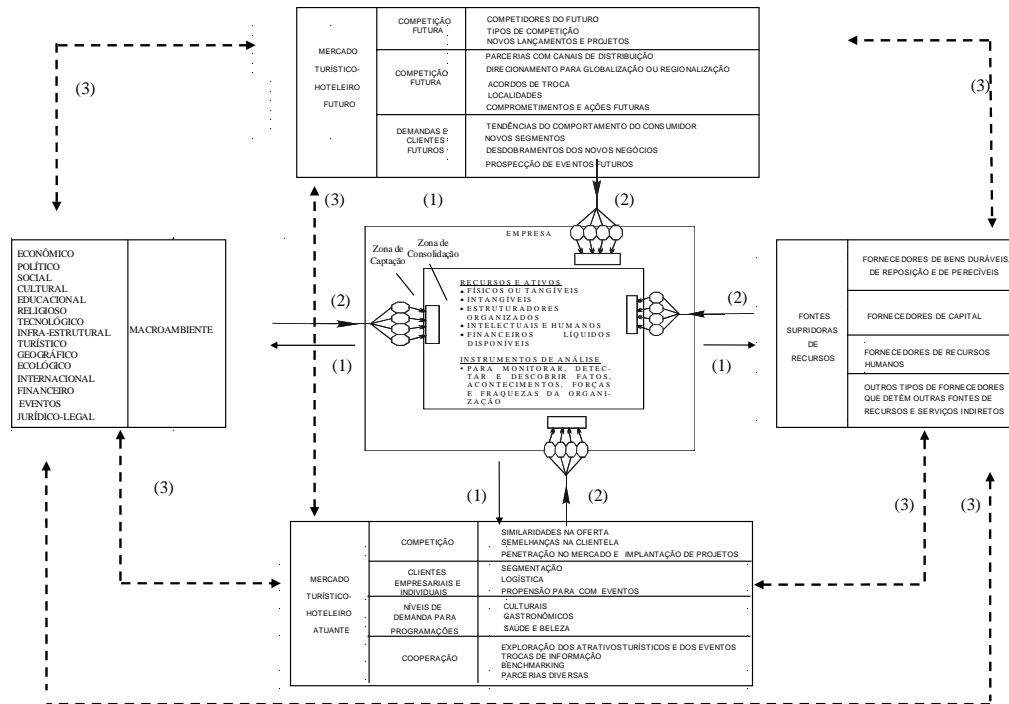 MERCADO
TURÍSTICO-
HOTELEIRO
FUTURO
COMPETIÇÃO
FUTURA
COMPETIDORES DO FUTURO
TIPOS DE COMPETIÇÃO
NOVOS LANÇAMENTOS E PROJETOS
COMPETIÇÃO
FUTURA
PARCERIAS COM CANAIS DE DISTRIBUIÇÃO
DIRECIONAMENTO PARA GLOBALIZAÇÃO OU REGIONALIZAÇÃO
ACORDOS DE TROCA
LOCALIDADES
COMPROMETIMENTOS E AÇÕES FUTURAS
DEMANDAS E
CLIENTES
FUTUROS
TENDÊNCIAS DO COMPORTAMENTO DO CONSUMIDOR
NOVOS SEGMENTOS
DESDOBRAMENTOS DOS NOVOS NEGÓCIOS
PROSPECÇÃO DE EVENTOS FUTUROS
(3)
(3)
(3)
(1)
(2)
ECONÔMICO
POLÍTICO
SOCIAL
CULTURAL
EDUCACIONAL
RELIGIOSO
TECNOLÓGICO
INFRA-ESTRUTURAL
TURÍSTICO
GEOGRÁFICO
ECOLÓGICO
INTERNACIONAL
FINANCEIRO
EVENTOS
JURÍDICO-LEGAL
MACROAMBIENTE
(2)
(1)
EMPRESA
Zona de
Captação
Zona de
Consolidação
RECURSOS E ATIVOS
• FÍSICOS OU TANGÍVEIS
• INTANGÍVEIS
• ESTRUTURADORES
ORGANIZADOS
• INTELECTUAIS E HUMANOS
• FINANCEIROS LÍQUIDOS
DISPONÍVEIS
INSTRUMENTOS DE ANÁLISE
• PARA MONITORAR, DETEC-
TAR E DESCOBRIR FATOS,
ACONTECIMENTOS, FORÇAS
E FRAQUEZAS DA ORGANI-
ZAÇÃO
(2)
(1)
FONTES
SUPRIDORAS
DE
RECURSOS
FORNECEDORES DE BENS DURÁVEIS,
DE REPOSIÇÃO E DE PERECÍVEIS
FORNECEDORES DE CAPITAL
FORNECEDORES DE RECURSOS
HUMANOS
OUTROS TIPOS DE FORNECEDORES
QUE DETÊM OUTRAS FONTES DE
RECURSOS E SERVIÇOS INDIRETOS
(3)
(1)
(2)
(3)
(3)
MERCADO
TURÍSTICO-
HOTELEIRO
ATUANTE
COMPETIÇÃO
SIMILARIDADES NA OFERTA
SEMELHANÇAS NA CLIENTELA
PENETRAÇÃO NO MERCADO E IMPLANTAÇÃO DE PROJETOS
CLIENTES
EMPRESARIAIS E
INDIVIDUAIS
SEGMENTAÇÃO
LOGÍSTICA
PROPENSÃO PARA COM EVENTOS
NÍVEIS DE
DEMANDA PARA
PROGRAMAÇÕES
CULTURAIS
GASTRONÔMICOS
SAÚDE E BELEZA
COOPERAÇÃO
EXPLORAÇÃO DOS ATRATIVOS TURÍSTICOS E DOS EVENTOS
TROCAS DE INFORMAÇÃO
BENCHMARKING
PARCERIAS DIVERSAS